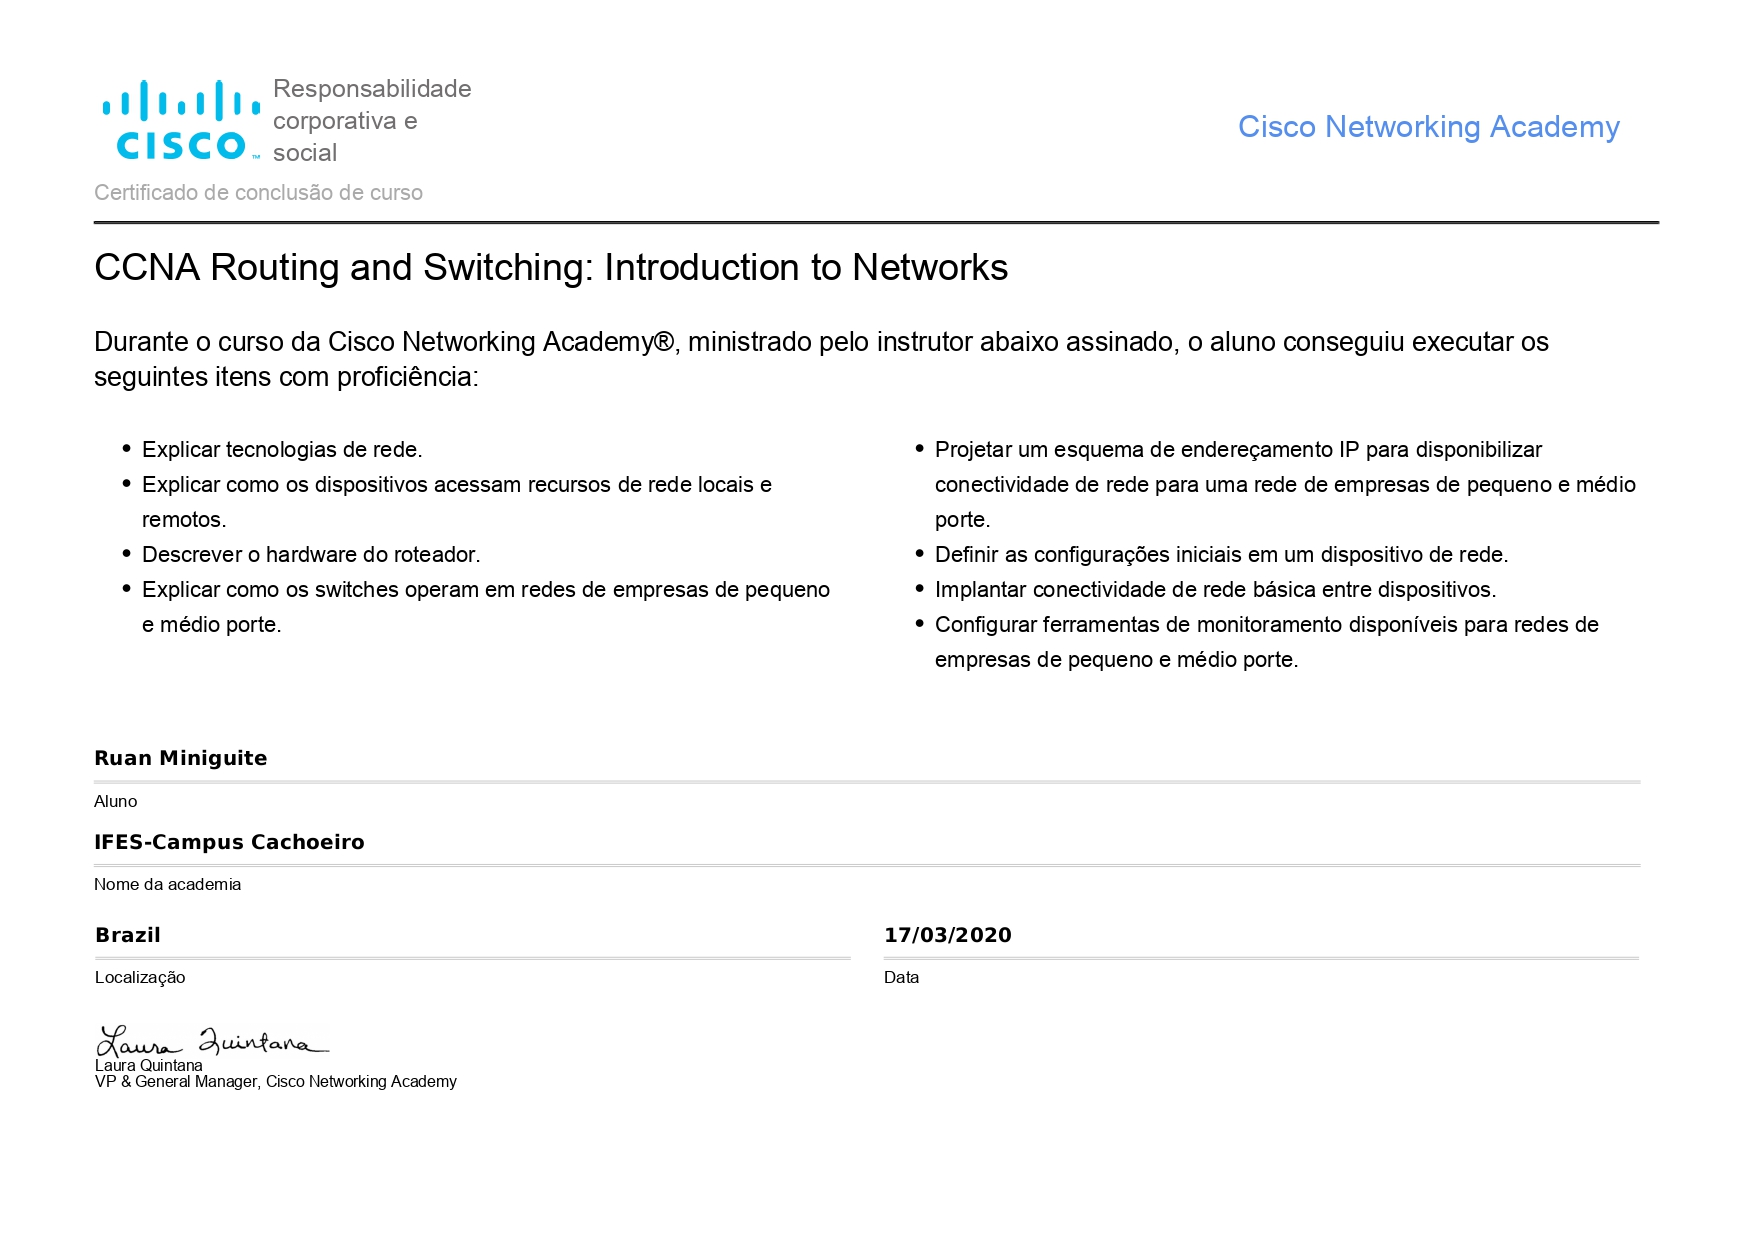 CISCO™
Responsabilidade
corporativa e
social
Cisco Networking Academy
Certificado de conclusão de curso
CCNA Routing and Switching: Introduction to Networks
Durante o curso da Cisco Networking Academy®, ministrado pelo instrutor abaixo assinado, o aluno conseguiu executar os
seguintes itens com proficiência:
• Explicar tecnologias de rede.
• Explicar como os dispositivos acessam recursos de rede locais e
remotos.
• Descrever o hardware do roteador.
• Explicar como os switches operam em redes de empresas de pequeno
e médio porte.
• Projetar um esquema de endereçamento IP para disponibilizar
conectividade de rede para uma rede de empresas de pequeno e médio
porte.
• Definir as configurações iniciais em um dispositivo de rede.
• Implantar conectividade de rede básica entre dispositivos.
• Configurar ferramentas de monitoramento disponíveis para redes de
empresas de pequeno e médio porte.
Ruan Miniguite
Aluno
IFES-Campus Cachoeiro
Nome da academia
Brazil
Localização
17/03/2020
Data
Laura Quintana
Laura Quintana
VP & General Manager, Cisco Networking Academy